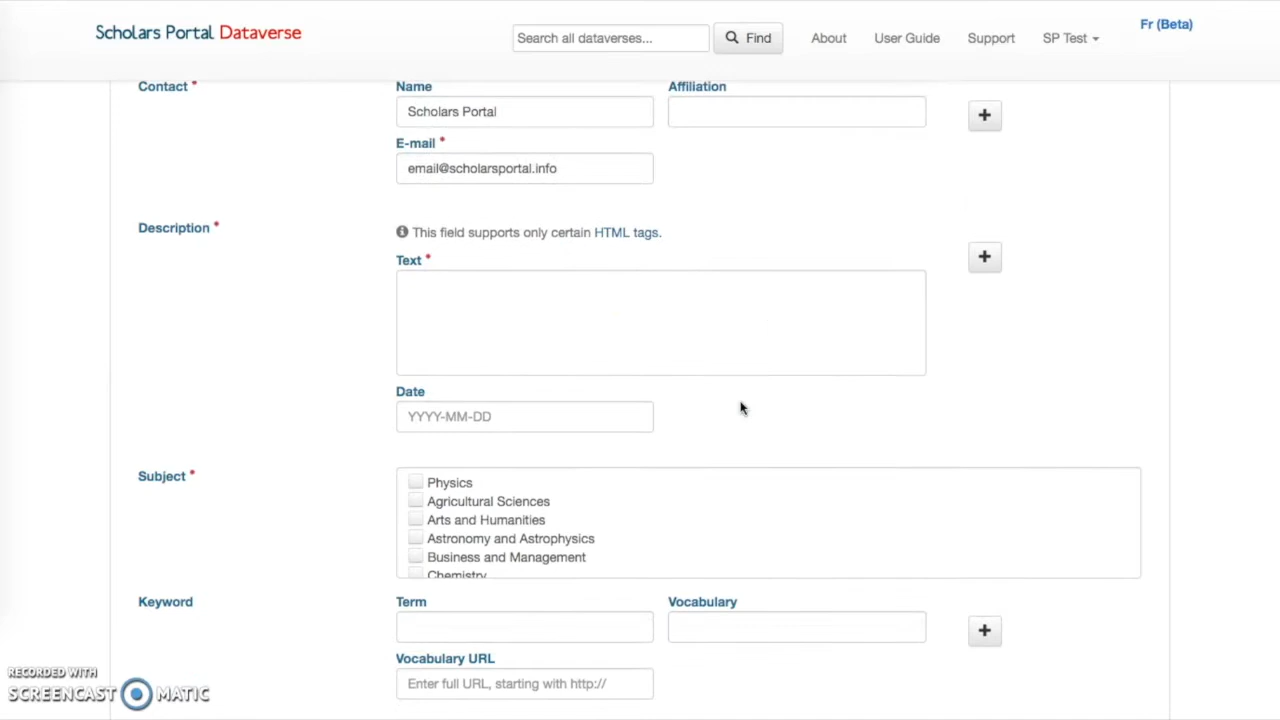 Scholars Portal Dataverse
Search all dataverses...
Find
About
User Guide
Support
SP Test
Fr (Beta)
Contact *
Name
Affiliation
Scholars Portal
E-mail *
email@scholarsportal.info
Description *
This field supports only certain HTML tags.
Text *
Date
YYYY-MM-DD
Subject *
Physics
Agricultural Sciences
Arts and Humanities
Astronomy and Astrophysics
Business and Management
Chemistry
Keyword
Term
Vocabulary
Vocabulary URL
Enter full URL, starting with http://
RECORDED WITH
SCREENCAST MATIC